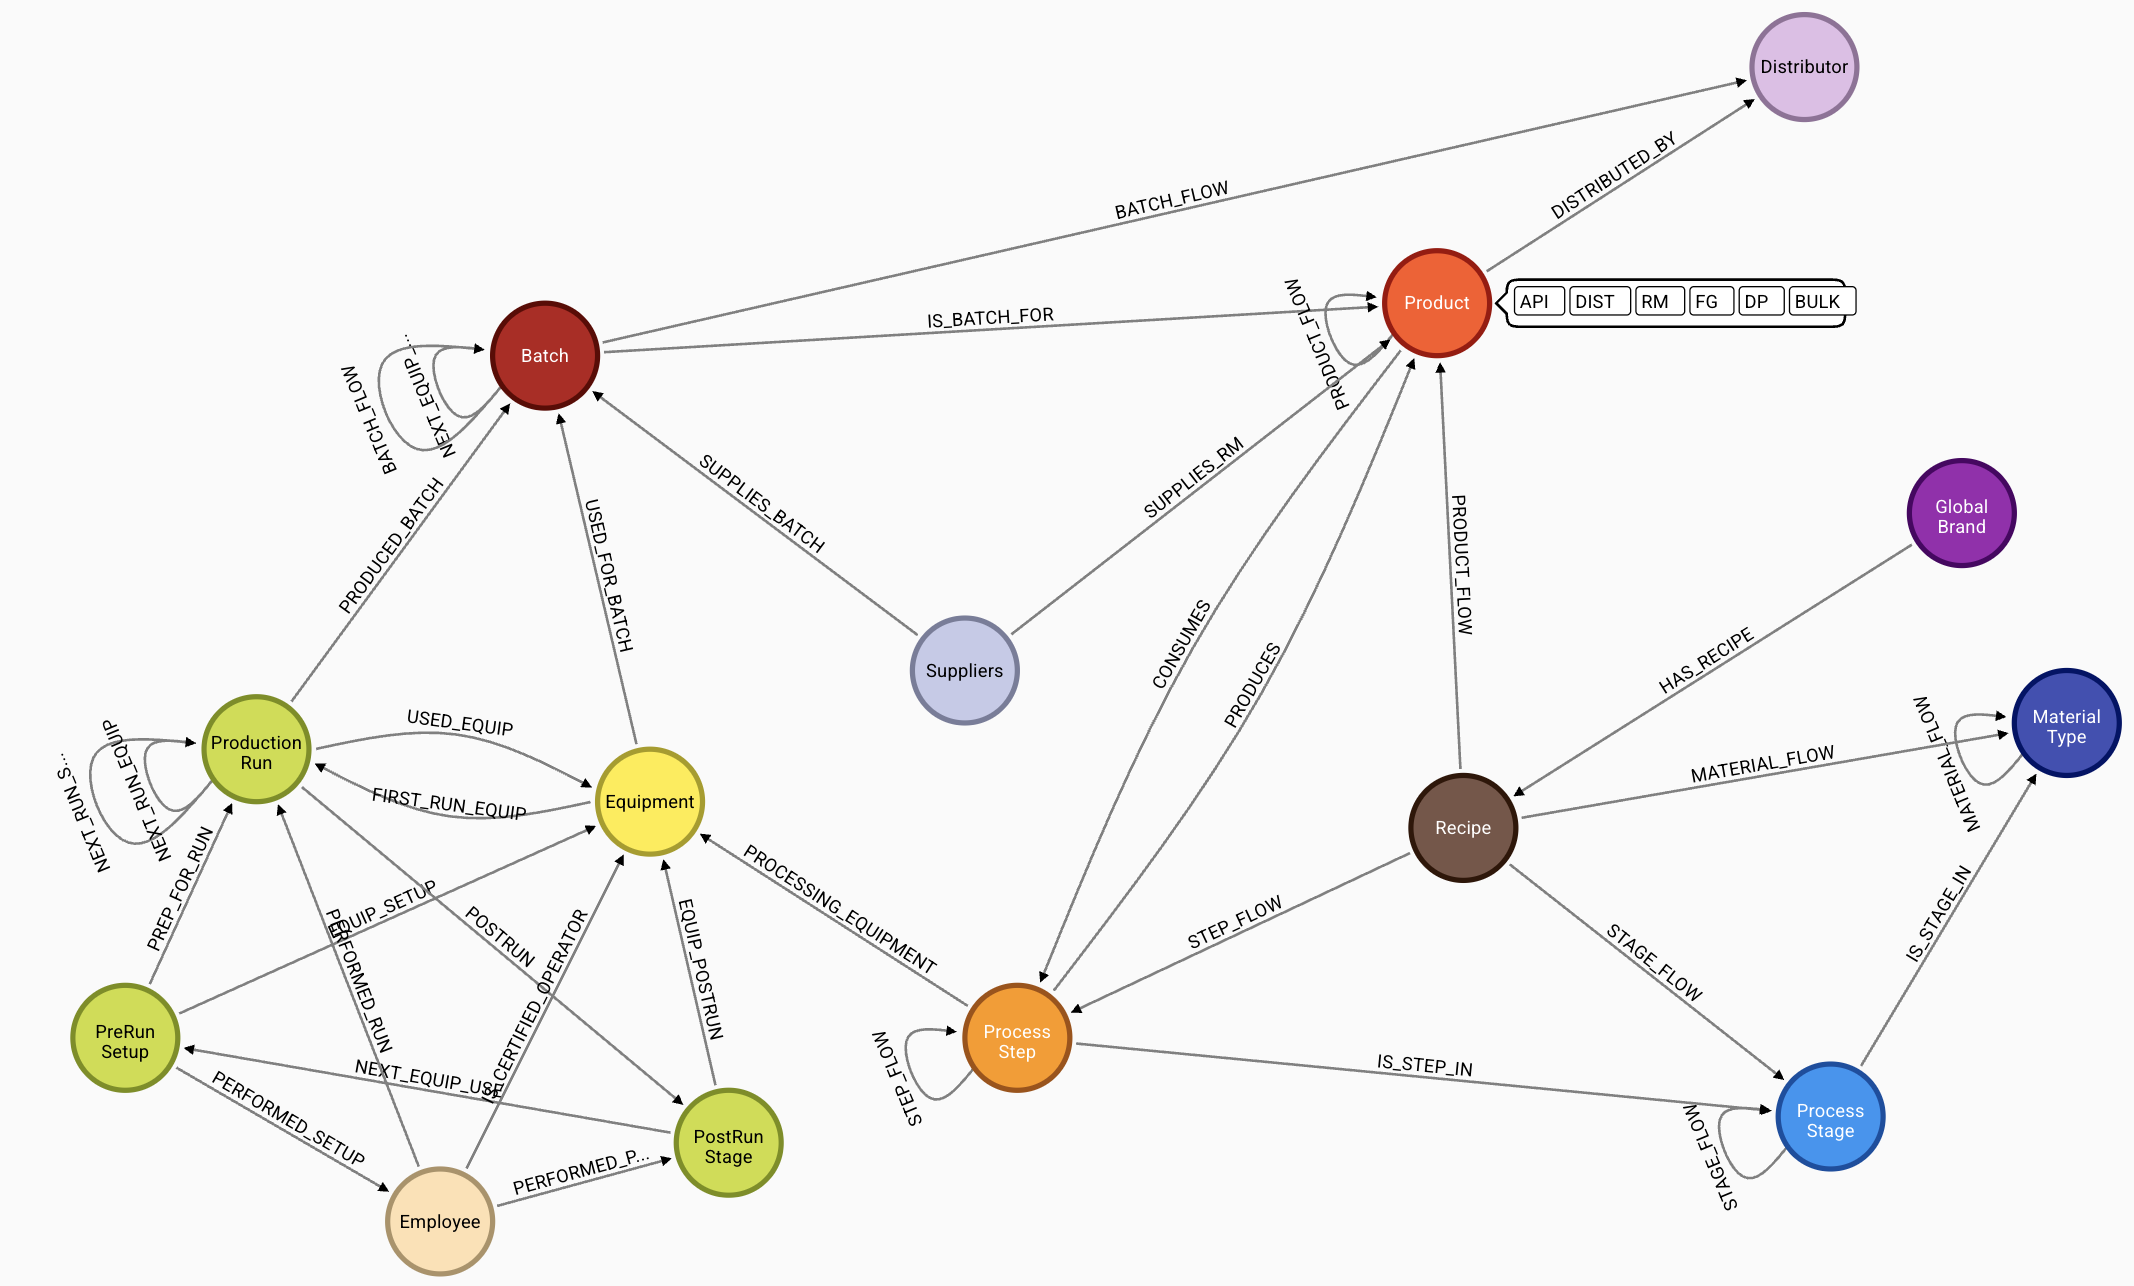 Distributor
BATCH_FLOW
DISTRIBUTED_BY
Product
API
DIST
RM
FG
DP
BULK
PRODUCT_FLOW
IS_BATCH_FOR
Batch
BATCH_FLOW
NEXT_EQUIP_...
SUPPLIES_BATCH
SUPPLIES_RM
PRODUCED_BATCH
USED_FOR_BATCH
PRODUCT_FLOW
Global
Brand
HAS_RECIPE
CONSUMES
PRODUCES
Suppliers
Material
Type
MATERIAL_FLOW
MATERIAL_FLOW
Production
Run
NEXT_RUN_S...
NEXT_RUN_EQUIP
USED_EQUIP
FIRST_RUN_EQUIP
Equipment
Recipe
PREP_FOR_RUN
EQUIP_SETUP
PERFORMED_RUN
POSTRUN
IS_CERTIFIED_OPERATOR
EQUIP_POSTRUN
PROCESSING_EQUIPMENT
STEP_FLOW
STAGE_FLOW
IS_STAGE_IN
PreRun
Setup
NEXT_EQUIP_USE
PERFORMED_SETUP
Process
Step
STEP_FLOW
IS_STEP_IN
Process
Stage
STAGE_FLOW
PostRun
Stage
PERFORMED_P...
Employee